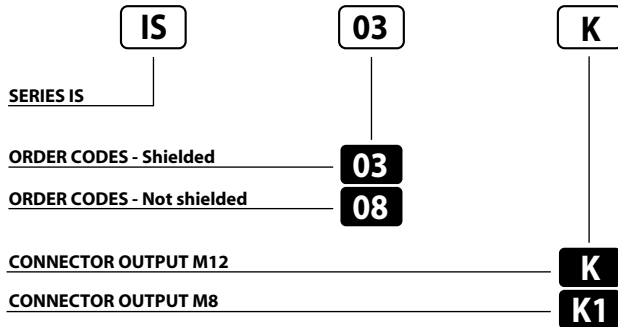 IS 03 K
SERIES IS
ORDER CODES - Shielded 03
ORDER CODES - Not shielded 08
CONNECTOR OUTPUT M12 K
CONNECTOR OUTPUT M8 K1